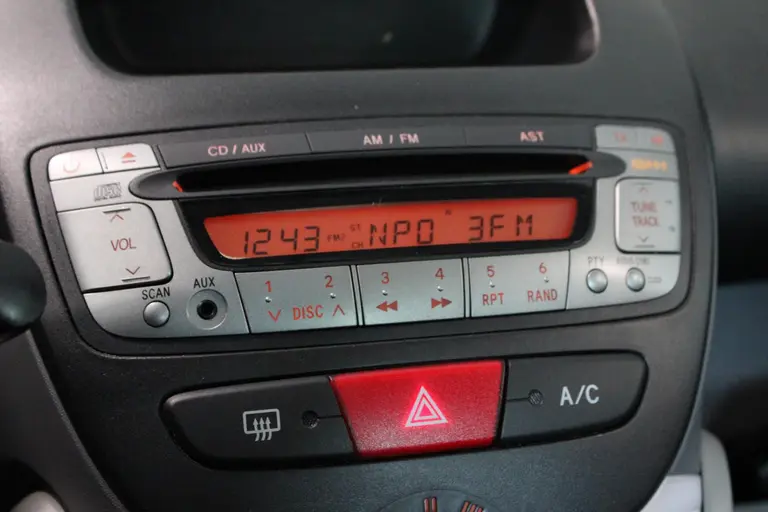 CD / AUX AM / FM AST
1243 FM2 ST CH NPO 3FM
VOL
TUNE
TRACK
SCAN
AUX
1 2 3 4 5 6
DISC
RPT RAND
PTY
A/C